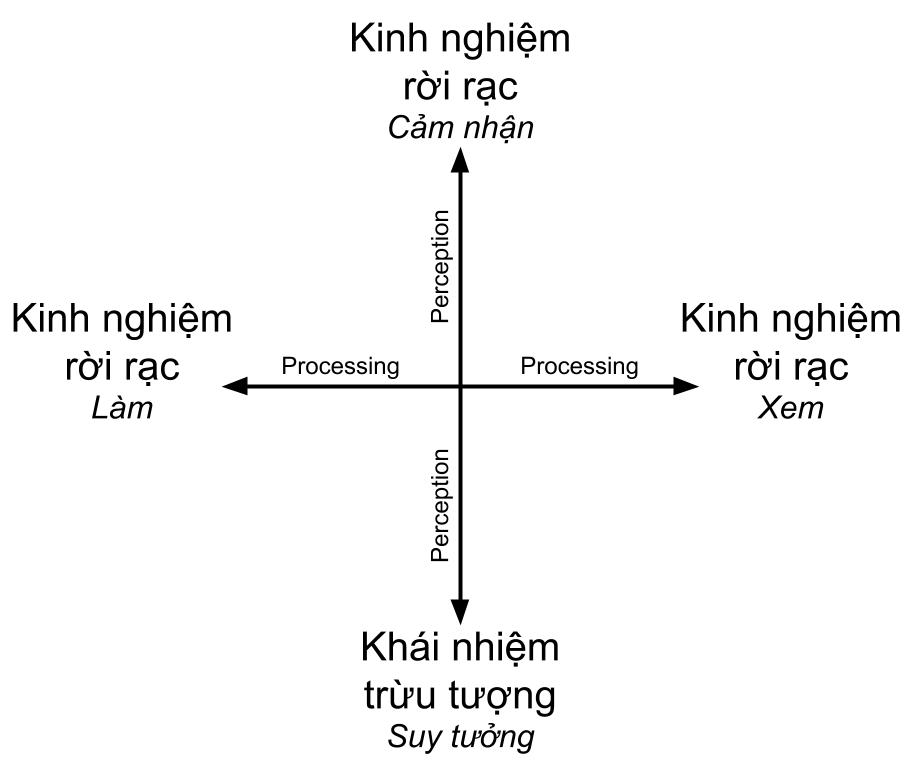 Kinh nghiệm
rời rạc
Cảm nhận
Perception
Kinh nghiệm
rời rạc
Làm
Processing
Processing
Kinh nghiệm
rời rạc
Xem
Perception
Khái nhiệm
trừu tượng
Suy tưởng